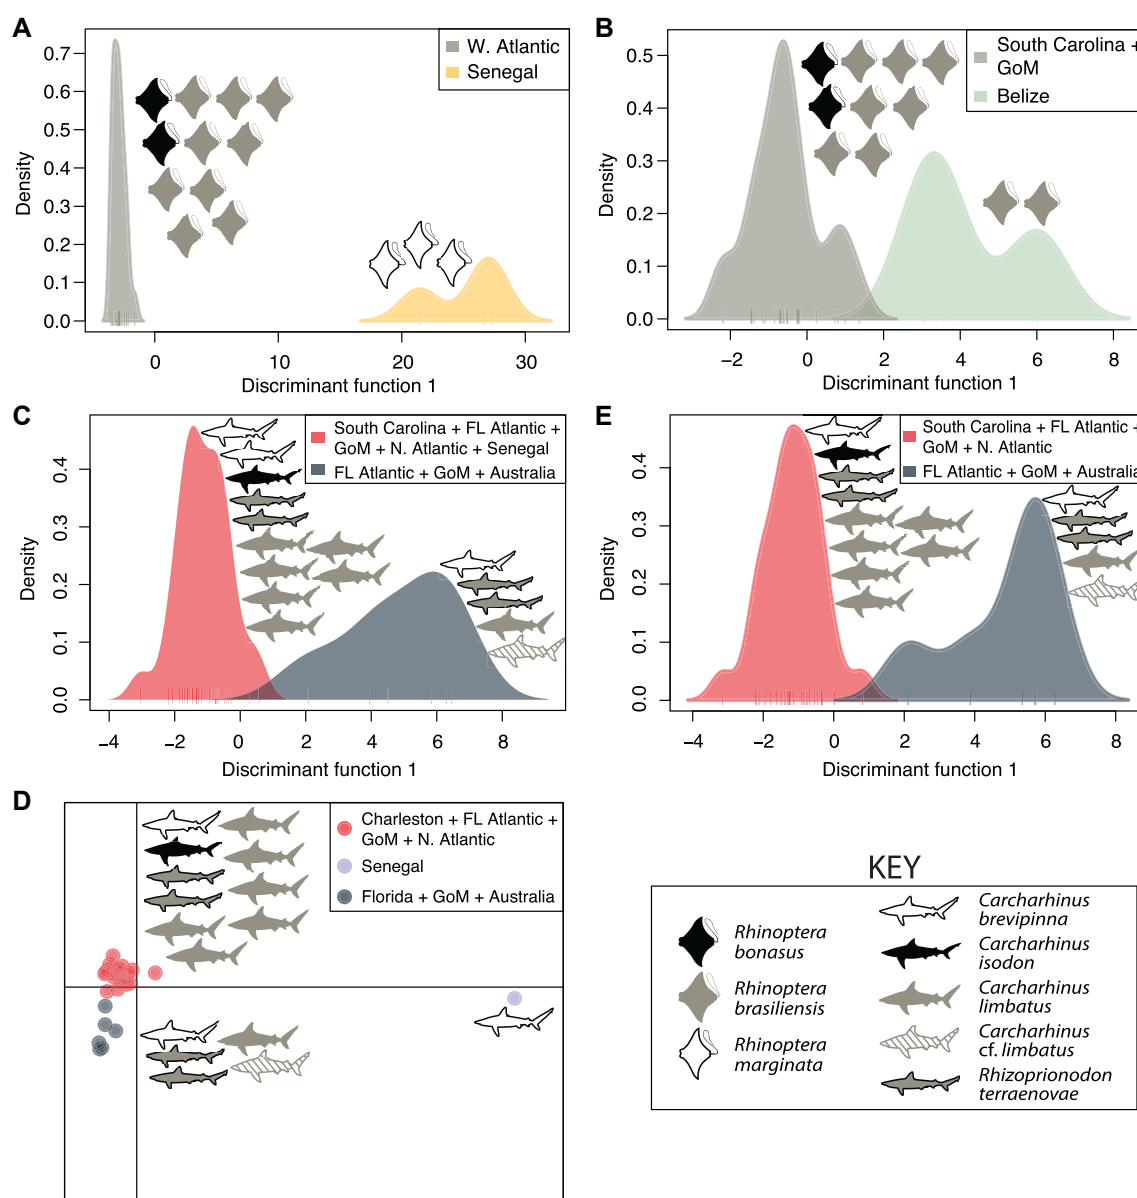 A
W. Atlantic
Senegal
Density
0.7
0.6
0.5
0.4
0.3
0.2
0.1
0.0
0
10
20
30
Discriminant function 1
B
South Carolina +
GoM
Belize
Density
0.5
0.4
0.3
0.2
0.1
0.0
−2
0
2
4
6
8
Discriminant function 1
C
South Carolina + FL Atlantic +
GoM + N. Atlantic + Senegal
FL Atlantic + GoM + Australia
Density
0.4
0.3
0.2
0.1
0.0
−4
−2
0
2
4
6
8
Discriminant function 1
E
South Carolina + FL Atlantic +
GoM + N. Atlantic
FL Atlantic + GoM + Australia
Density
0.4
0.3
0.2
0.1
0.0
−4
−2
0
2
4
6
8
Discriminant function 1
D
Charleston + FL Atlantic +
GoM + N. Atlantic
Senegal
Florida + GoM + Australia
KEY
Rhinoptera
bonasus
Rhinoptera
brasiliensis
Rhinoptera
marginata
Carcharhinus
brevipinna
Carcharhinus
isodon
Carcharhinus
limbatus
Carcharhinus
cf. limbatus
Rhizoprionodon
terraenovae